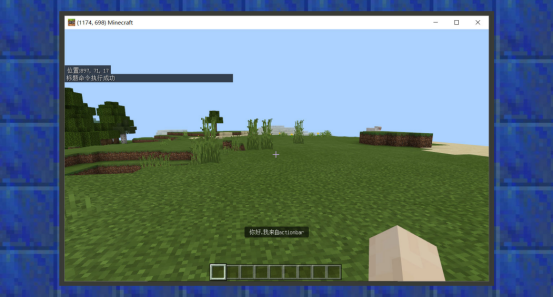 (1174, 698) Minecraft
位置:897, 71, 17
标题命令执行成功
你好,我来自actionbar